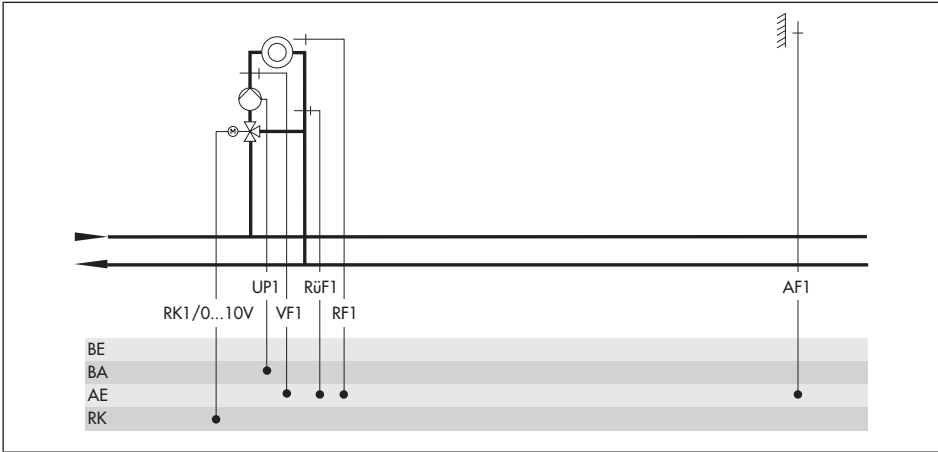 M
UP1 RüF1 AF1
RK1/0...10V VF1 RF1
BE
BA
AE
RK